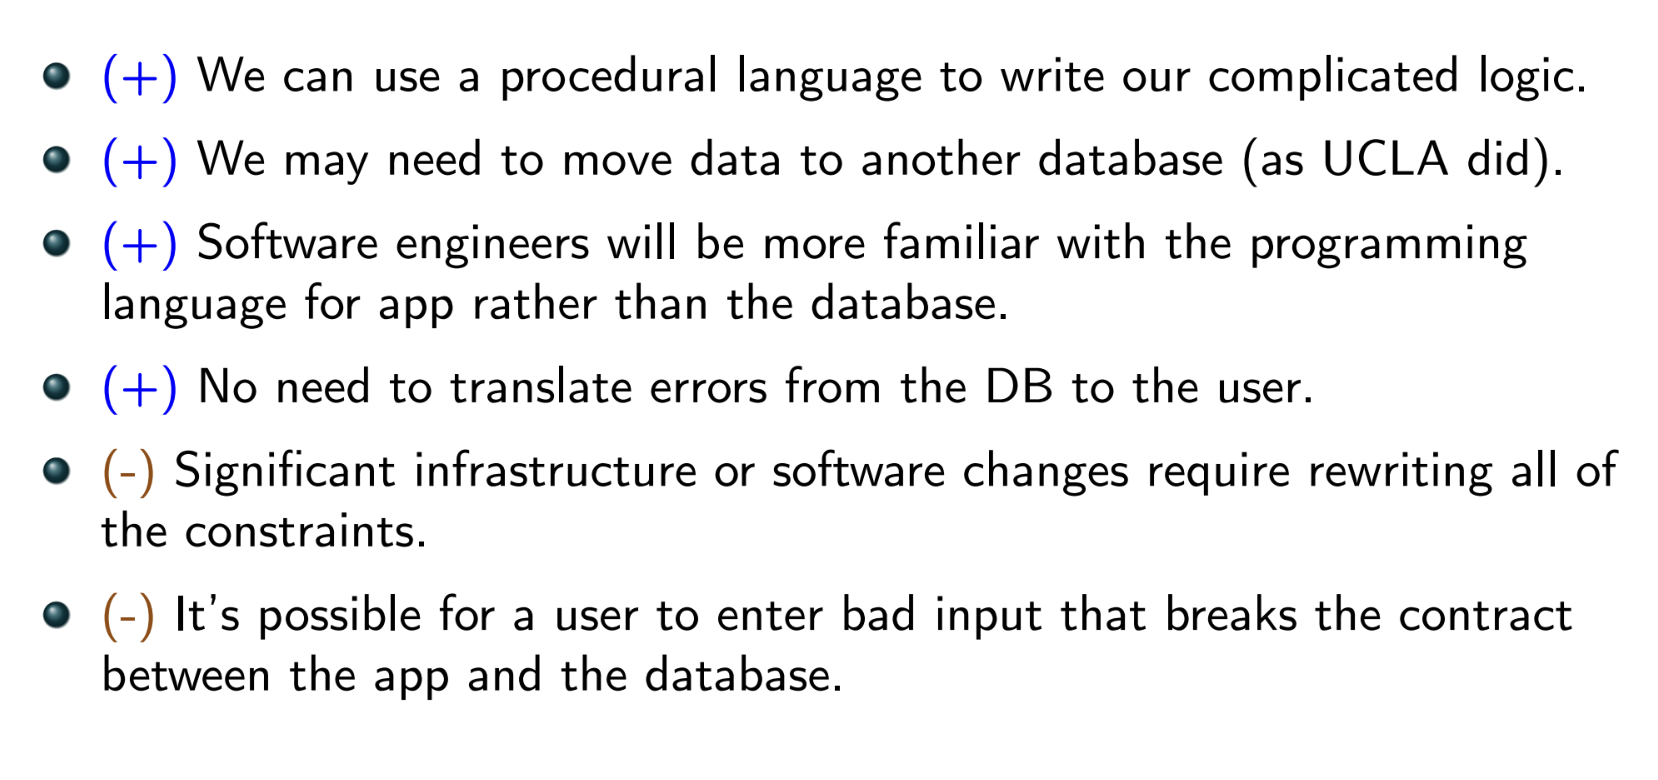 • (+) We can use a procedural language to write our complicated logic.
• (+) We may need to move data to another database (as UCLA did).
• (+) Software engineers will be more familiar with the programming
language for app rather than the database.
• (+) No need to translate errors from the DB to the user.
• (-) Significant infrastructure or software changes require rewriting all of
the constraints.
• (-) It's possible for a user to enter bad input that breaks the contract
between the app and the database.